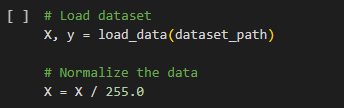 [ ] # Load dataset
X, y = load_data(dataset_path)
# Normalize the data
X = X / 255.0